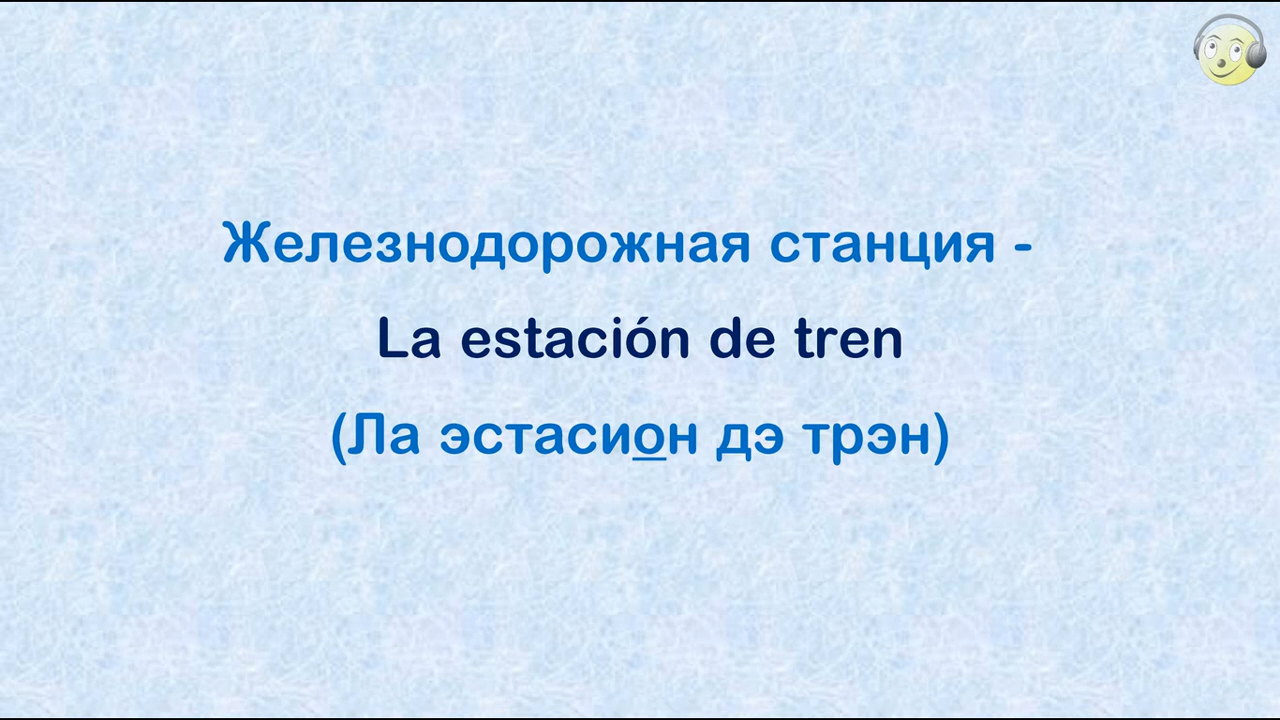 Железнодорожная станция -
La estación de tren
(Ла эстасион дэ трэн)